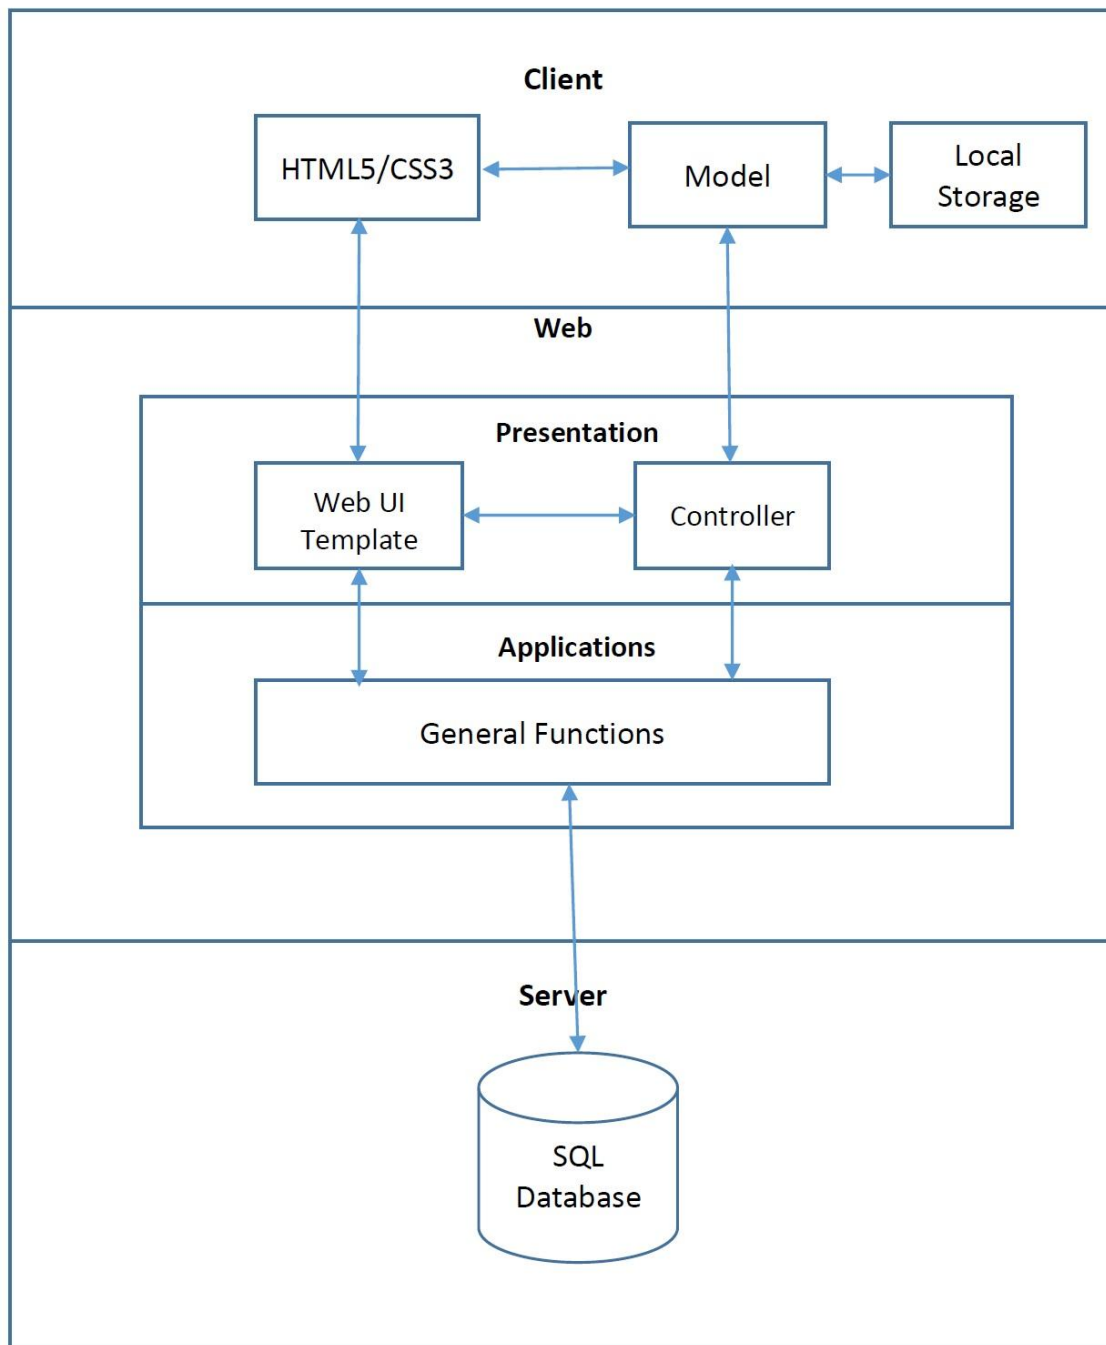 Client
HTML5/CSS3
Model
Local
Storage
Web
Presentation
Web UI
Template
Controller
Applications
General Functions
Server
SQL
Database